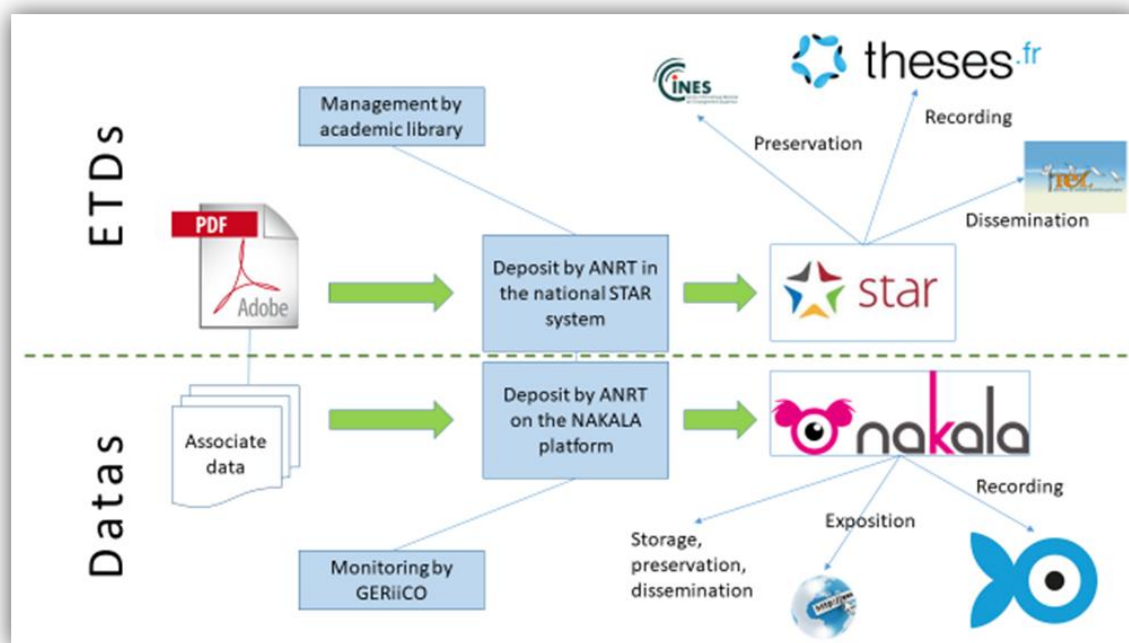 ETDs
Management by
academic library
CINES
theses.fr
Preservation
Recording
TEL
Dissemination
PDF
Adobe
Deposit by ANRT in
the national STAR
system
star
Datas
Associate
data
Deposit by ANRT
on the NAKALA
platform
nakala
Monitoring by
GERiiCO
Storage,
preservation,
dissemination
Exposition
http://
Recording